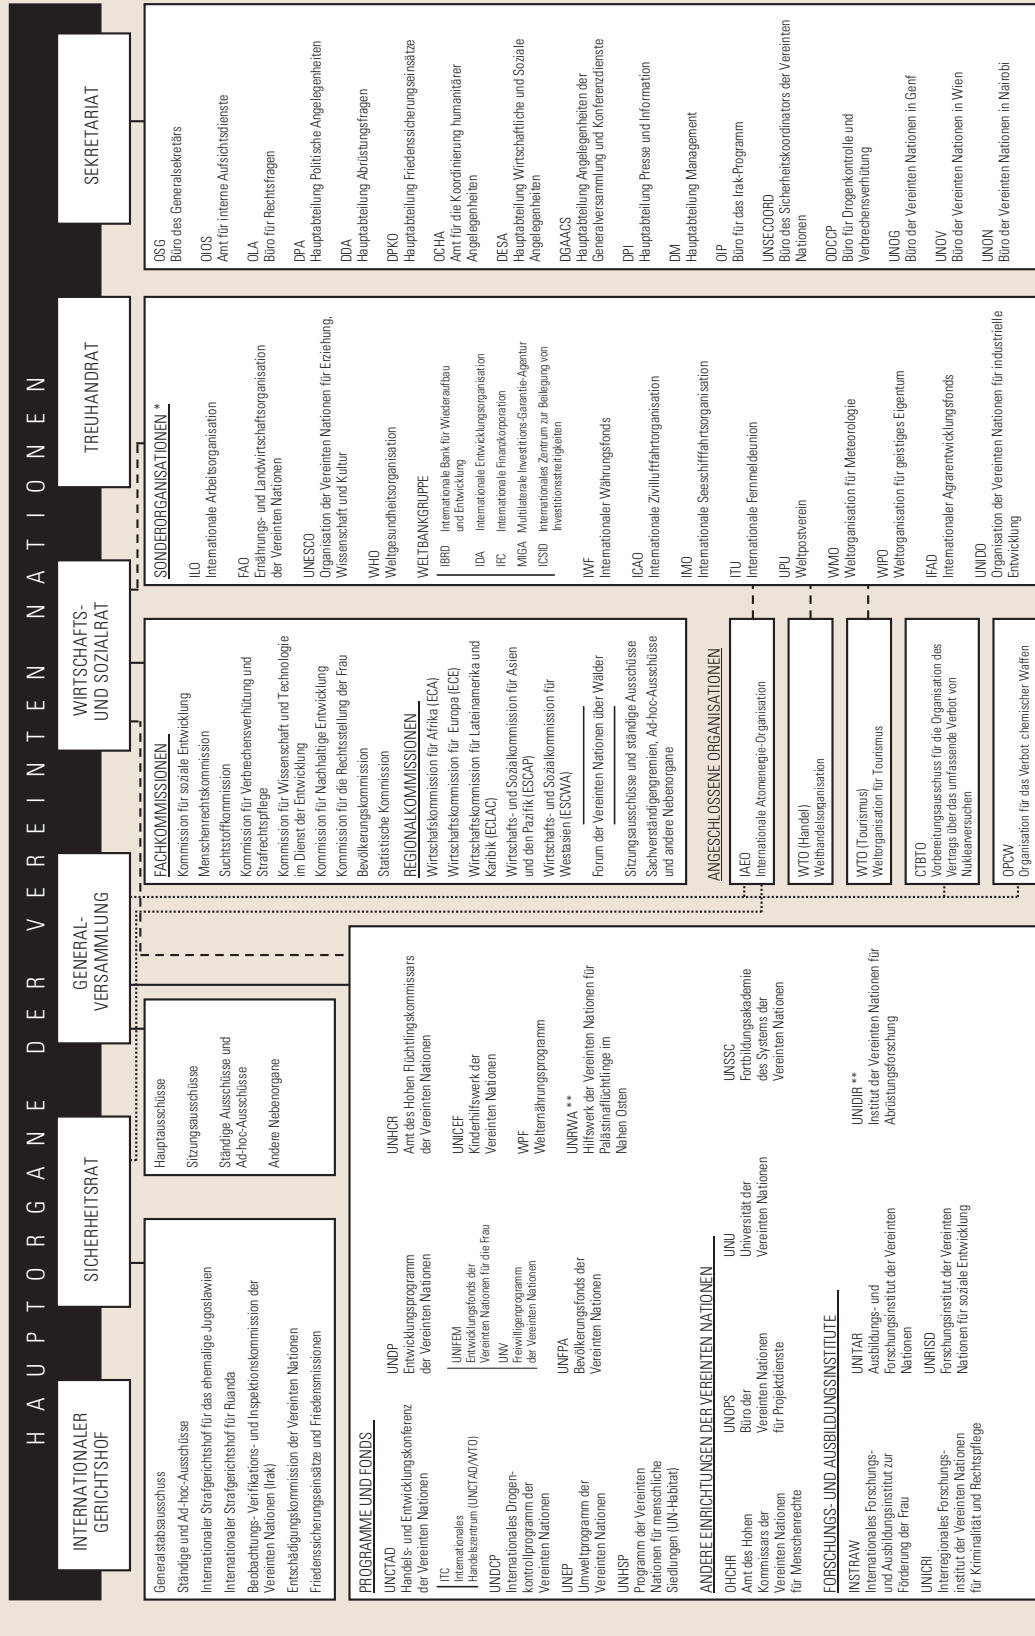 HAUPTORGANE DER VEREINTEN NATIONEN
INTERNATIONALER
GERICHTSHOF
SICHERHEITSRAT
GENERAL-
VERSAMMLUNG
WIRTSCHAFTS-
UND SOZIALRAT
TREUHANDRAT
SEKRETARIAT
Generalstabsausschuss
Ständige und Ad-hoc-Ausschüsse
Internationaler Strafgerichtshof für das ehemalige Jugoslawien
Internationaler Strafgerichtshof für Ruanda
Beobachtungs- Verifikations- und Inspektionskommission der
Vereinten Nationen (Irak)
Entschädigungskommission der Vereinten Nationen
Friedenssicherungseinsätze und Friedensmissionen
Hauptausschüsse
Sitzungsausschüsse
Ständige Ausschüsse und
Ad-hoc-Ausschüsse
Andere Nebenorgane
PROGRAMME UND FONDS
UNCTAD
Handels- und Entwicklungskonferenz
der Vereinten Nationen
ITC
Internationales
Handelszentrum (UNCTAD/WTO)
UNDCP
Internationales Drogen-
kontrollprogramm der
Vereinten Nationen
UNEP
Umweltprogramm der
Vereinten Nationen
UNHSP
Programm der Vereinten
Nationen für menschliche
Siedlungen (UN-Habitat)
UNDP
Entwicklungsprogramm
der Vereinten Nationen
UNIFEM
Entwicklungsfonds der
Vereinten Nationen für die Frau
UNV
Freiwilligenprogramm
der Vereinten Nationen
UNFPA
Bevölkerungsfonds der
Vereinten Nationen
UNHCR
Amt des Hohen Flüchtlingskommissars
der Vereinten Nationen
UNICEF
Kinderhilfswerk der
Vereinten Nationen
WPF
Welternährungsprogramm
UNRWA **
Hilfswerk der Vereinten Nationen für
Palästinaflüchtlinge im
Nahen Osten
ANDERE EINRICHTUNGEN DER VEREINTEN NATIONEN
OHCHR
Amt des Hohen
Kommissars der
Vereinten Nationen
für Menschenrechte
UNOPS
Büro der
Vereinten Nationen
für Projektdienste
UNU
Universität der
Vereinten Nationen
UNSSC
Fortbildungsakademie
des Systems der
Vereinten Nationen
FORSCHUNGS- UND AUSBILDUNGSINSTITUTE
INSTRAW
Internationales Forschungs-
und Ausbildungsinstitut zur
Förderung der Frau
UNICRI
Interregionales Forschungs-
institut der Vereinten Nationen
für Kriminalität und Rechtspflege
UNITAR
Ausbildungs- und
Forschungsinstitut der Vereinten
Nationen
UNRISD
Forschungsinstitut der Vereinten
Nationen für soziale Entwicklung
UNIDIR **
Institut der Vereinten Nationen für
Abrüstungsforschung
FACHKOMMISSIONEN
Kommission für soziale Entwicklung
Menschenrechtskommission
Suchtstoffkommission
Kommission für Verbrechensverhütung und
Strafrechtspflege
Kommission für Wissenschaft und Technologie
im Dienst der Entwicklung
Kommission für Nachhaltige Entwicklung
Kommission für die Rechtsstellung der Frau
Bevölkerungskommission
Statistische Kommission
REGIONALKOMMISSIONEN
Wirtschafskommission für Afrika (ECA)
Wirtschaftskommission für Europa (ECE)
Wirtschaftskommission für Lateinamerika und
Karibik (ECLAC)
Wirtschafts- und Sozialkommission für Asien
und den Pazifik (ESCAP)
Wirtschafts- und Sozialkommission für
Westasien (ESCWA)
Forum der Vereinten Nationen über Wälder
Sitzungsausschüsse und ständige Ausschüsse
Sachverständigengremien, Ad-hoc-Ausschüsse
und andere Nebenorgane
ANGESCHLOSSENE ORGANISATIONEN
IAEO
Internationale Atomenergie-Organisation
WTO (Handel)
Welthandelsorganisation
WTO (Tourismus)
Weltorganisation für Tourismus
CTBTO
Vorbereitungsausschuss für die Organisation des
Vertrags über das umfassende Verbot von
Nuklearversuchen
OPCW
Organisation für das Verbot chemischer Waffen
SONDERORGANISATIONEN *
ILO
Internationale Arbeitsorganisation
FAO
Ernährungs- und Landwirtschaftsorganisation
der Vereinten Nationen
UNESCO
Organisation der Vereinten Nationen für Erziehung,
Wissenschaft und Kultur
WHO
Weltgesundheitsorganisation
WELTBANKGRUPPE
IBRD Internationale Bank für Wiederaufbau
und Entwicklung
IDA Internationale Entwicklungsorganisation
IFC Internationale Finanzkorporation
MIGA Multilaterale Investitions-Garantie-Agentur
ICSID Internationales Zentrum zur Beilegung von
Investitionsstreitigkeiten
IWF
Internationaler Währungsfonds
ICAO
Internationale Zivilluftfahrtorganisation
IMO
Internationale Seeschifffahrtsorganisation
ITU
Internationale Fernmeldeunion
UPU
Weltpostverein
WMO
Weltorganisation für Meteorologie
WIPO
Weltorganisation für geistiges Eigentum
IFAD
Internationaler Agrarentwicklungsfonds
UNIDO
Organisation der Vereinten Nationen für industrielle
Entwicklung
OSG
Büro des Generalsekretärs
OIOS
Amt für interne Aufsichtsdienste
OLA
Büro für Rechtsfragen
DPA
Hauptabteilung Politische Angelegenheiten
DDA
Hauptabteilung Abrüstungsfragen
DPKO
Hauptabteilung Friedenssicherungseinsätze
OCHA
Amt für die Koordinierung humanitärer
Angelegenheiten
DESA
Hauptabteilung Wirtschaftliche und Soziale
Angelegenheiten
DGAACS
Hauptabteilung Angelegenheiten der
Generalversammlung und Konferenzdienste
DPI
Hauptabteilung Presse und Information
DM
Hauptabteilung Management
OIP
Büro für das Irak-Programm
UNSECOORD
Büro des Sicherheitskoordinators der Vereinten
Nationen
ODCCP
Büro für Drogenkontrolle und
Verbrechensverhütung
UNOG
Büro der Vereinten Nationen in Genf
UNOV
Büro der Vereinten Nationen in Wien
UNON
Büro der Vereinten Nationen in Nairobi